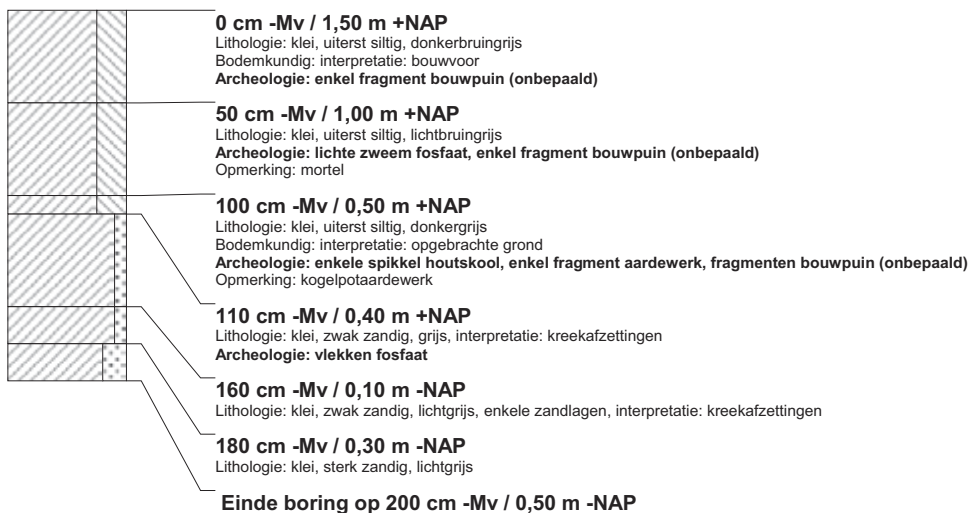 0 cm -Mv / 1,50 m +NAP
Lithologie: klei, uiterst siltig, donkerbruingrijs
Bodemkundig: interpretatie: bouwvoor
Archeologie: enkel fragment bouwpuin (onbepaald)
50 cm -Mv / 1,00 m +NAP
Lithologie: klei, uiterst siltig, lichtbruingrijs
Archeologie: lichte zweem fosfaat, enkel fragment bouwpuin (onbepaald)
Opmerking: mortel
100 cm -Mv / 0,50 m +NAP
Lithologie: klei, uiterst siltig, donkergrijs
Bodemkundig: interpretatie: opgebrachte grond
Archeologie: enkele spikkel houtskool, enkel fragment aardewerk, fragmenten bouwpuin (onbepaald)
Opmerking: kogelpotaardewerk
110 cm -Mv / 0,40 m +NAP
Lithologie: klei, zwak zandig, grijs, interpretatie: kreekafzettingen
Archeologie: vlekken fosfaat
160 cm -Mv / 0,10 m -NAP
Lithologie: klei, zwak zandig, lichtgrijs, enkele zandlagen, interpretatie: kreekafzettingen
180 cm -Mv / 0,30 m -NAP
Lithologie: klei, sterk zandig, lichtgrijs
Einde boring op 200 cm -Mv / 0,50 m -NAP